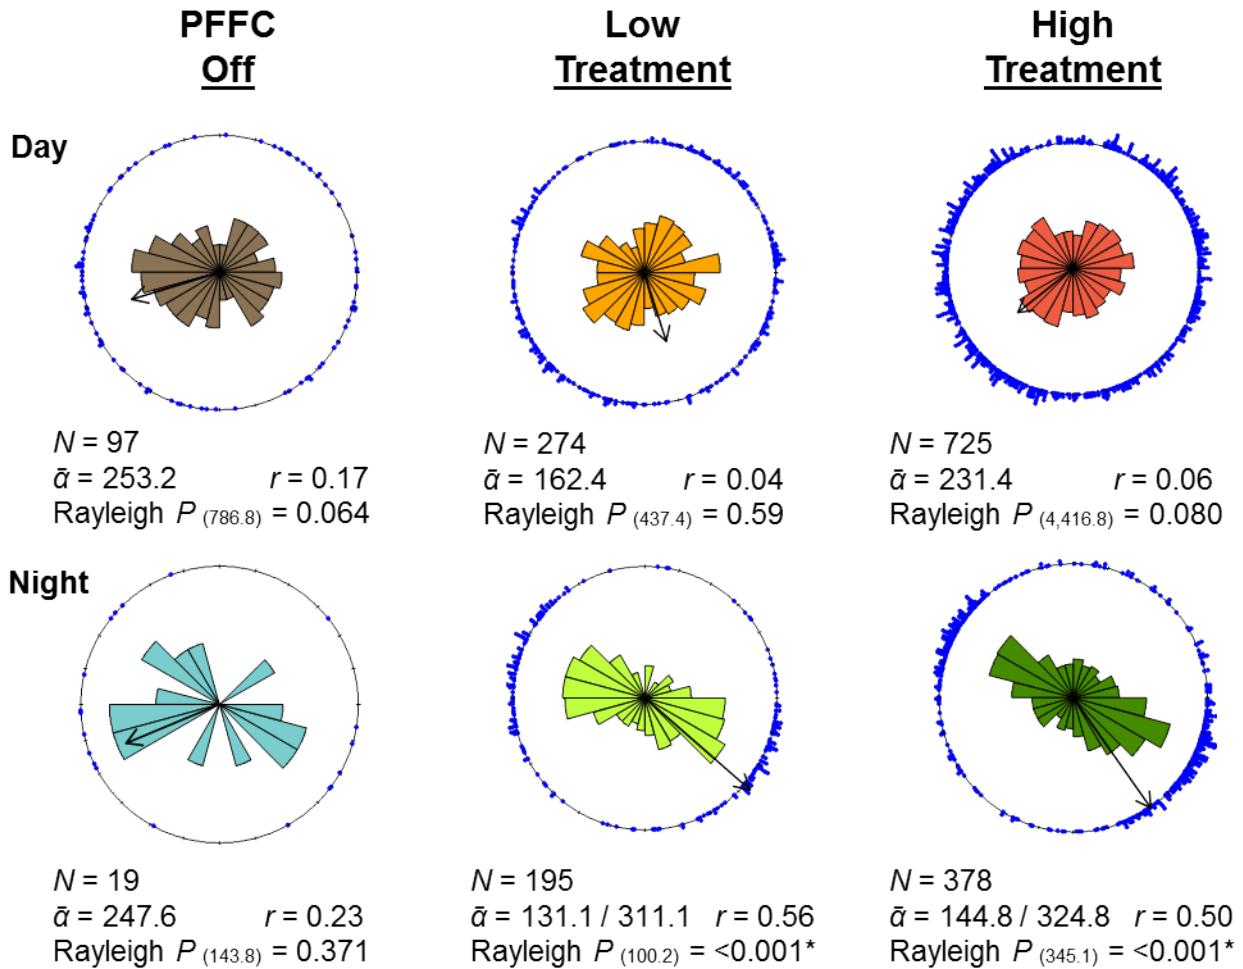 PFFC Off
Low Treatment
High Treatment
Day
N = 97
ᾱ = 253.2 r = 0.17
Rayleigh P (786.8) = 0.064
N = 274
ᾱ = 162.4 r = 0.04
Rayleigh P (437.4) = 0.59
N = 725
ᾱ = 231.4 r = 0.06
Rayleigh P (4,416.8) = 0.080
Night
N = 19
ᾱ = 247.6 r = 0.23
Rayleigh P (143.8) = 0.371
N = 195
ᾱ = 131.1 / 311.1 r = 0.56
Rayleigh P (100.2) = <0.001*
N = 378
ᾱ = 144.8 / 324.8 r = 0.50
Rayleigh P (345.1) = <0.001*